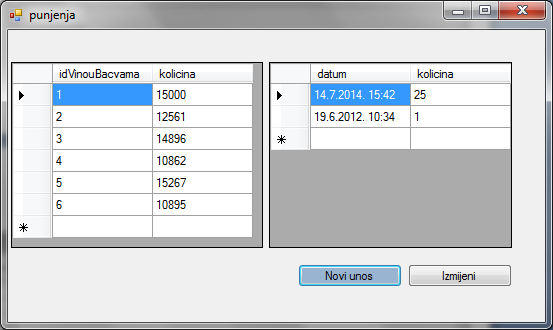 punjenja
idVinouBacvama kolicina
1 15000
2 12561
3 14896
4 10862
5 15267
6 10895
datum kolicina
14.7.2014. 15:42 25
19.6.2012. 10:34 1
Novi unos Izmijeni